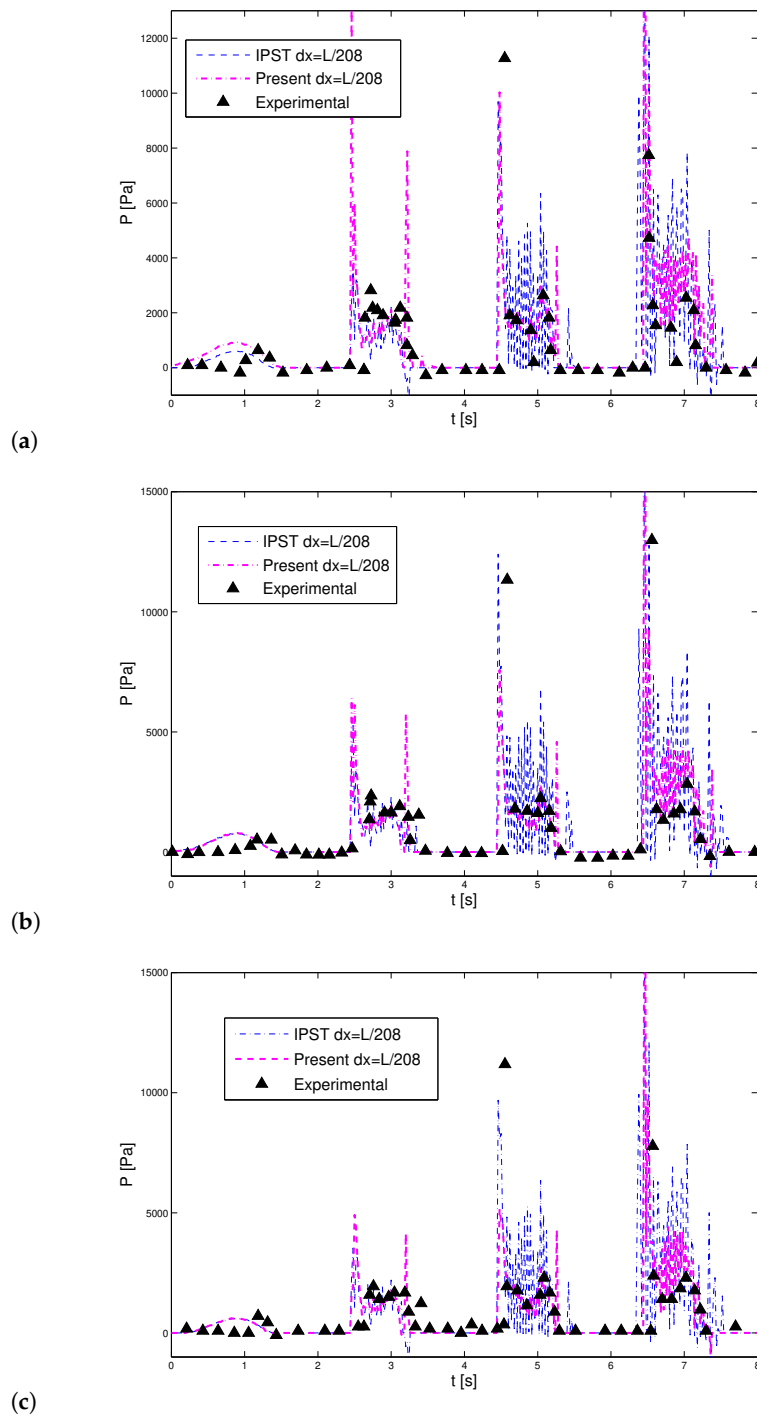 12000
10000
8000
6000
4000
2000
0
P [Pa]
IPST dx=L/208
Present dx=L/208
Experimental
0 1 2 3 4 5 6 7 8
t [s]
(a)
15000
10000
5000
0
P [Pa]
IPST dx=L/208
Present dx=L/208
Experimental
0 1 2 3 4 5 6 7 8
t [s]
(b)
15000
10000
5000
0
P [Pa]
IPST dx=L/208
Present dx=L/208
Experimental
0 1 2 3 4 5 6 7 8
t [s]
(c)